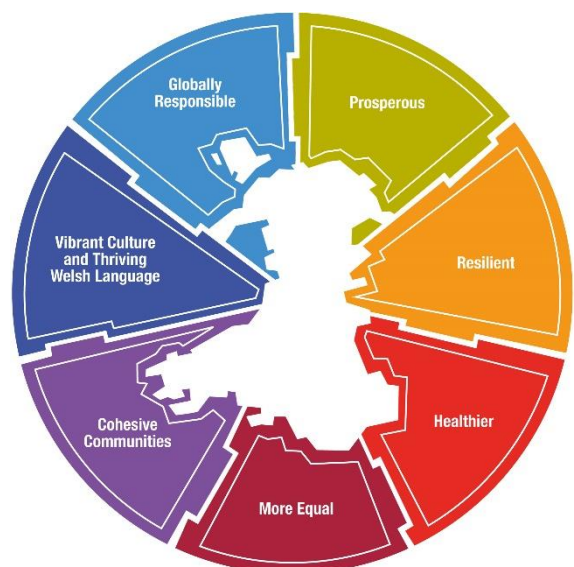 Globally
Responsible
Prosperous
Resilient
Healthier
More Equal
Cohesive
Communities
Vibrant Culture
and Thriving
Welsh Language